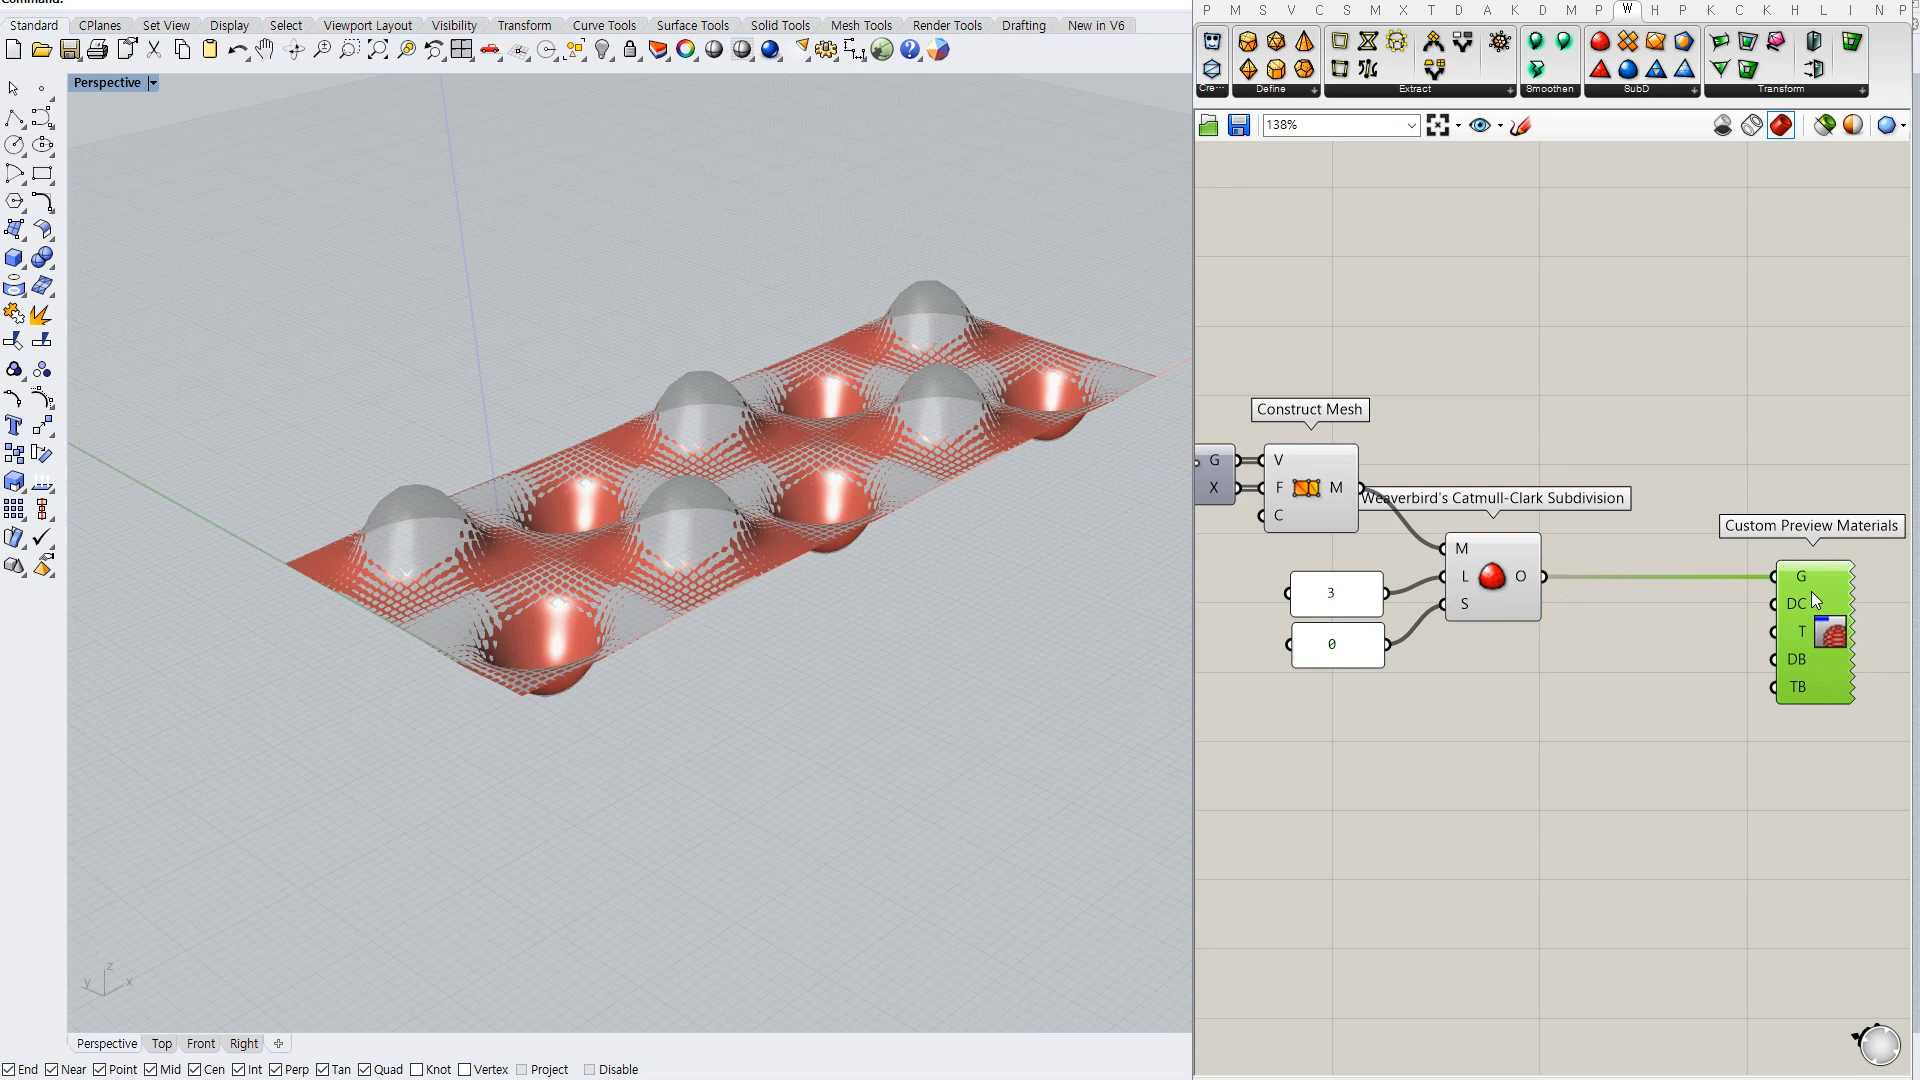 Command:
Standard CPlanes Set View Display Select Viewport Layout Visibility Transform Curve Tools Surface Tools Solid Tools Mesh Tools Render Tools Drafting New in V6
P M S V C S M X T D A K D M P W H P K C K H L I N P
Cre··· Define Extract Smoothen SubD Transform
Perspective
138%
Construct Mesh
G V
X F M
C
Weaverbird's Catmull-Clark Subdivision
Custom Preview Materials
M
L O
S
3
0
G
DC
T
DB
TB
z
y x
Perspective Top Front Right
End Near Point Mid Cen Int Perp Tan Quad Knot Vertex Project Disable